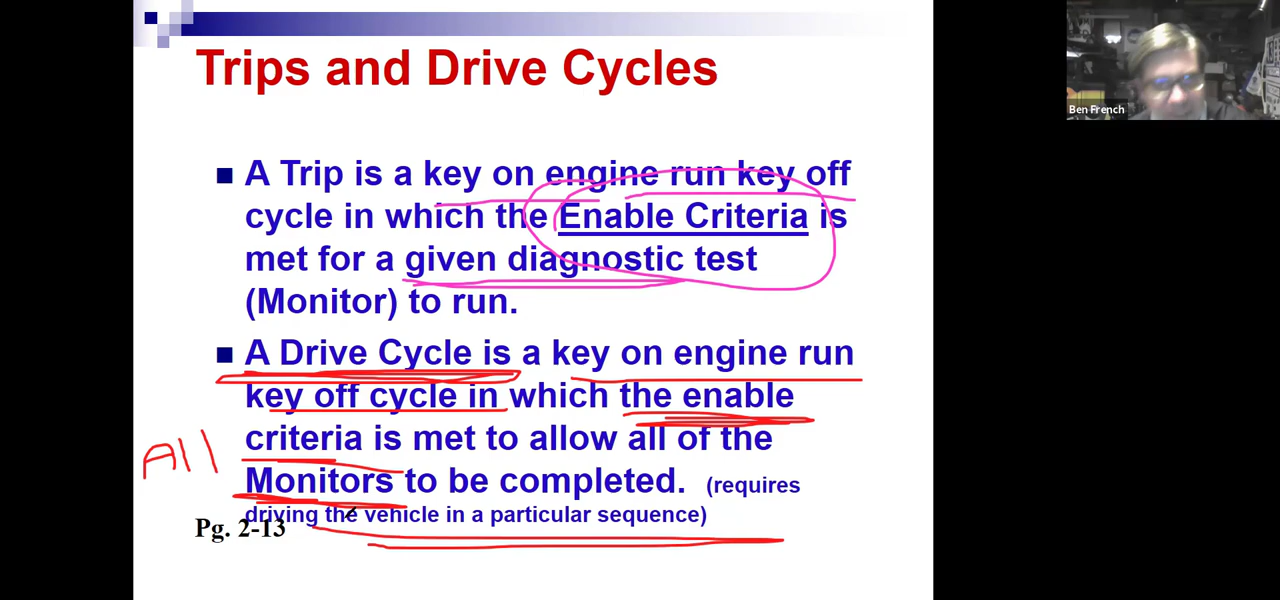 Trips and Drive Cycles
Ben French
A Trip is a key on engine run key off
cycle in which the Enable Criteria is
met for a given diagnostic test
(Monitor) to run.
A Drive Cycle is a key on engine run
key off cycle in which the enable
criteria is met to allow all of the
All
Monitors to be completed. (requires
driving the vehicle in a particular sequence)
Pg. 2-13